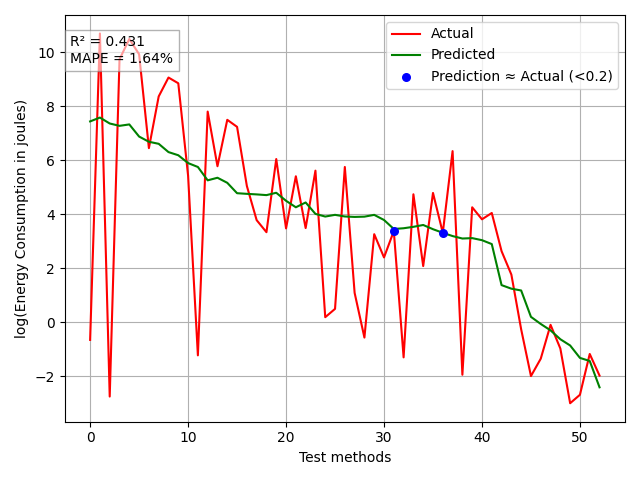 R² = 0.431
MAPE = 1.64%
Actual
Predicted
Prediction ≈ Actual (<0.2)
log(Energy Consumption in joules)
10
8
6
4
2
0
−2
0 10 20 30 40 50
Test methods